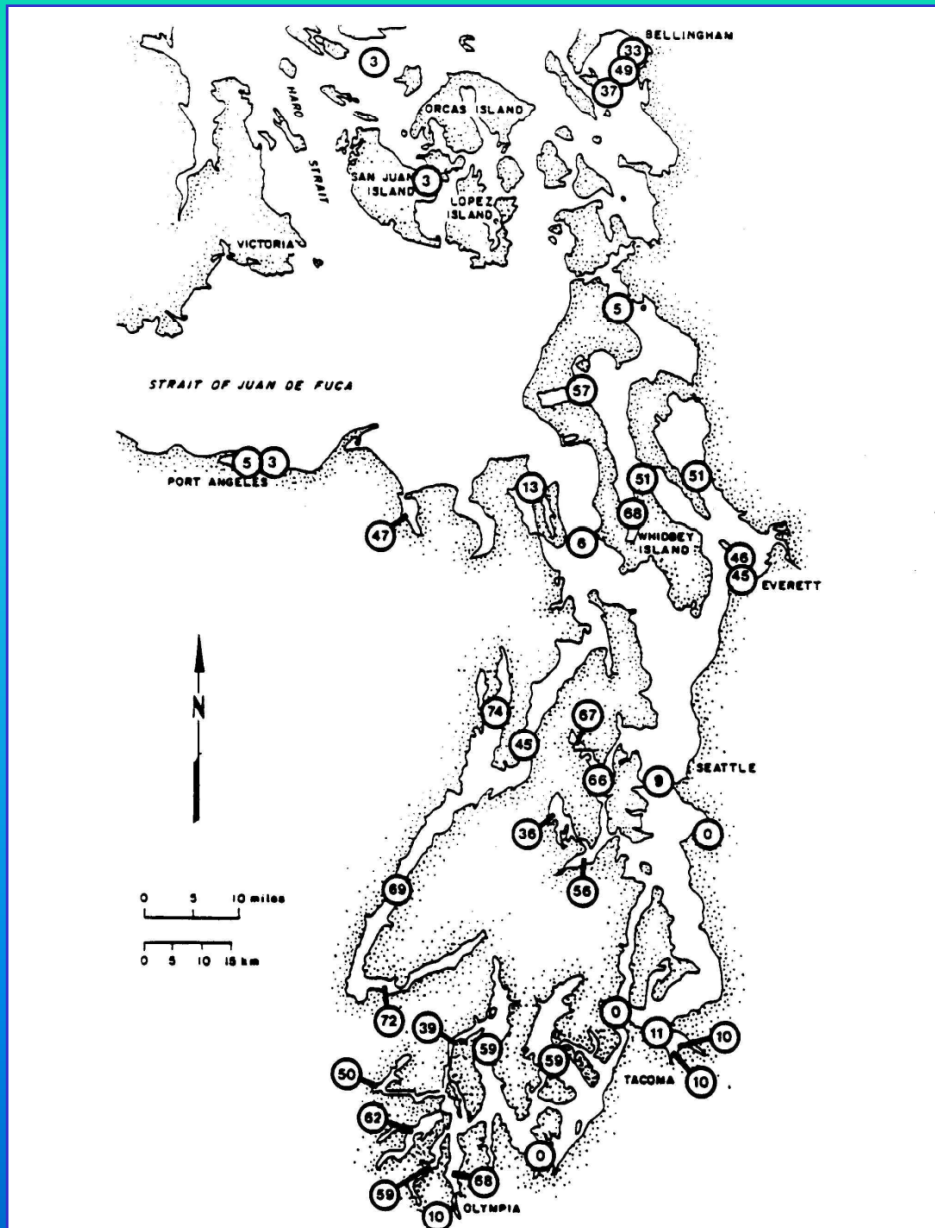 BELLINGHAM
33
3
49
37
HARO
STRAIT
ORCAS ISLAND
SAN JUAN
ISLAND
3
LOPEZ
ISLAND
VICTORIA
5
STRAIT OF JUAN DE FUCA
57
5
3
PORT ANGELES
13
51
51
68
47
6
WHIDBEY
ISLAND
46
45
EVERETT
N
74
67
45
66
SEATTLE
9
36
0
56
69
0 5 10 miles
0 5 10 15 km
72
0
39
11
10
59
59
50
TACOMA
10
62
0
59
68
10
OLYMPIA